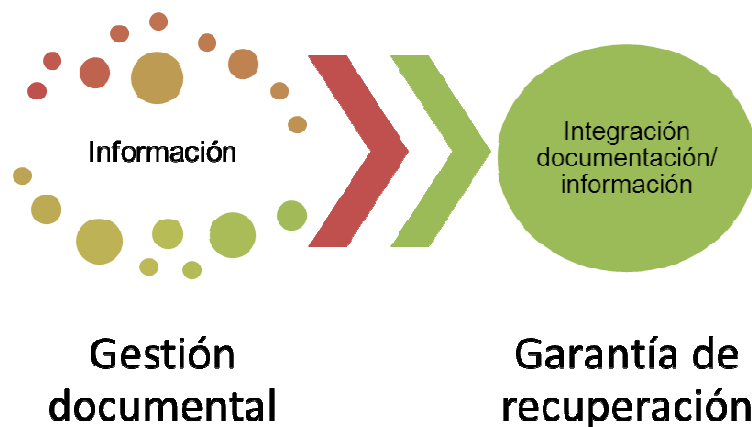 Información
Integración
documentación/
información
Gestión
documental
Garantía de
recuperación